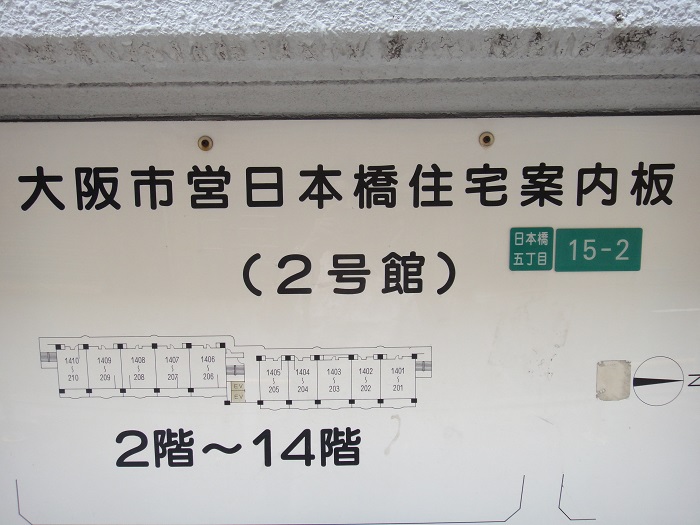 大阪市営日本橋住宅案内板
(2号館)
日本橋
五丁目
15-2
1410 1409 1408 1407 1406
〜 〜 〜 〜 〜
210 209 208 207 206
1405 1404 1403 1402 1401
〜 〜 〜 〜 〜
205 204 203 202 201
EV
EV
N
2階〜14階